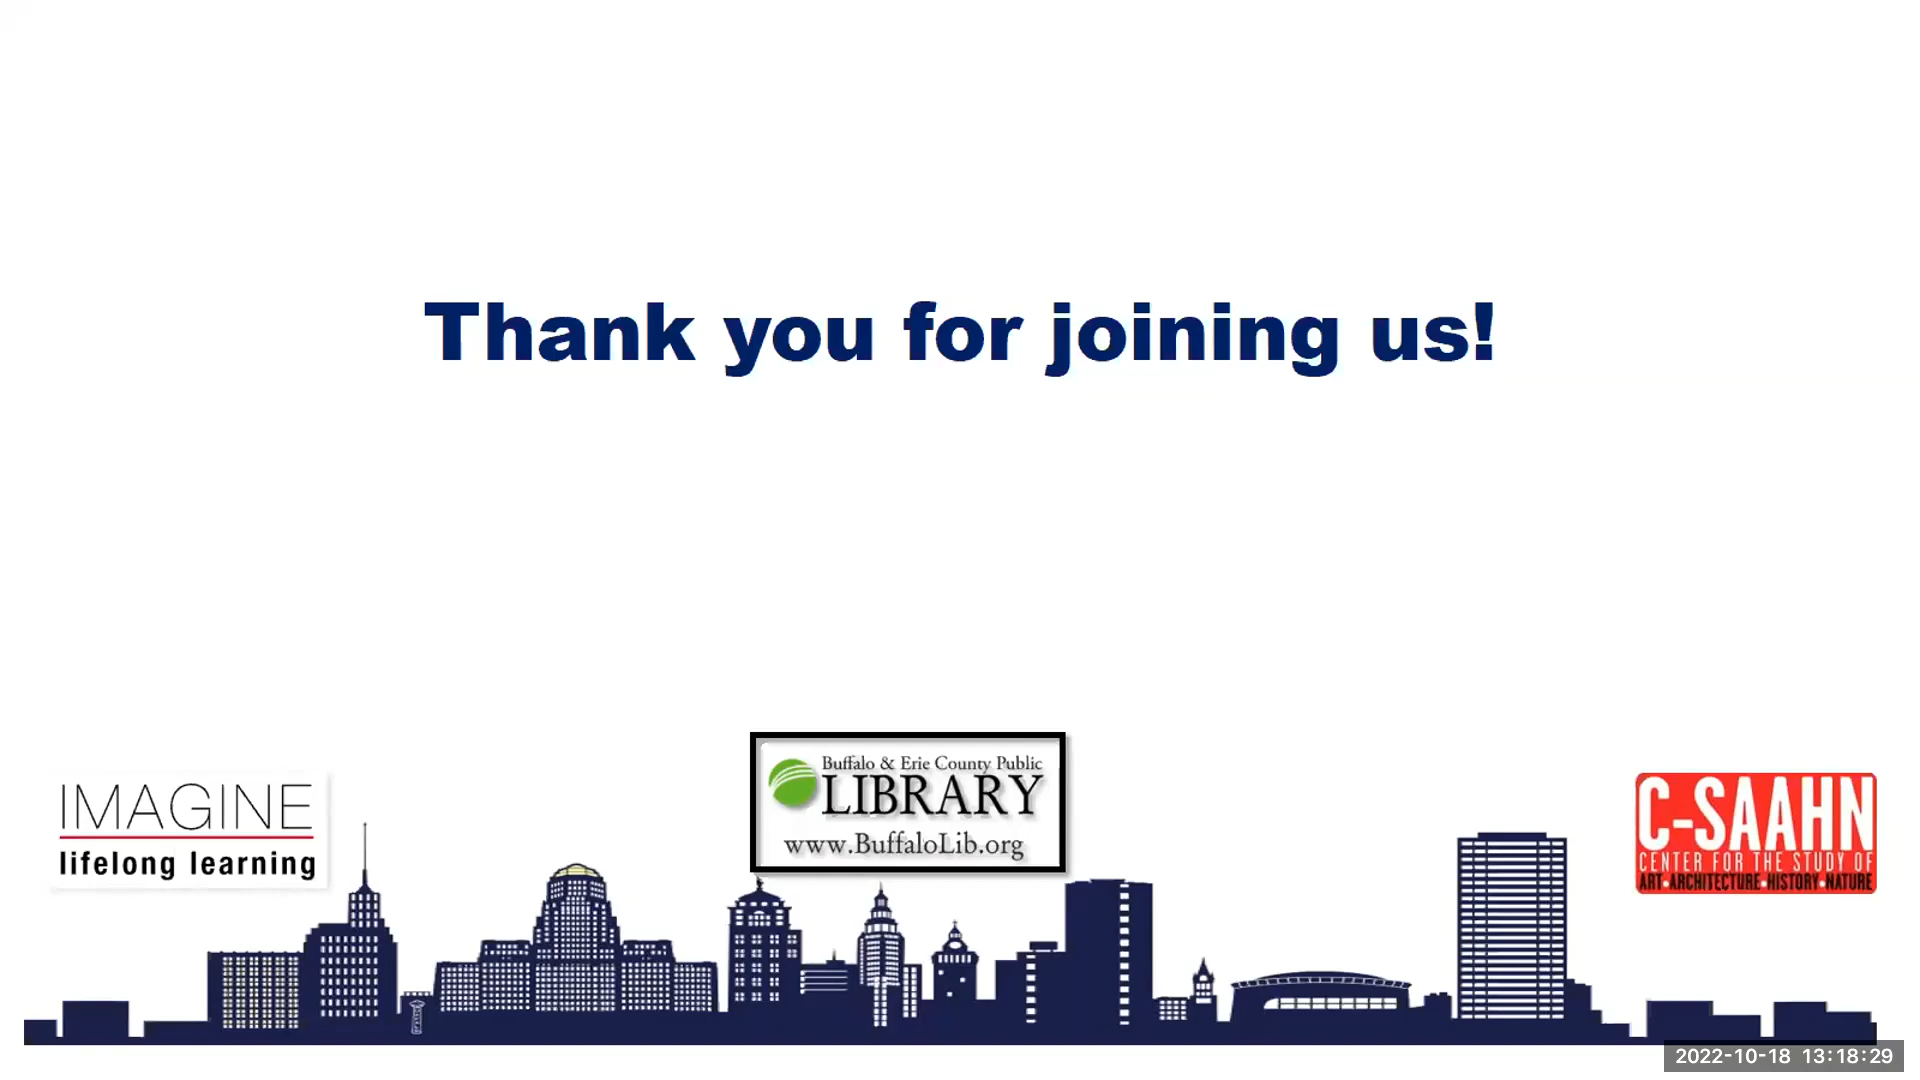 Thank you for joining us!
Buffalo & Erie County Public
LIBRARY
www.BuffaloLib.org
IMAGINE
lifelong learning
C-SAAHN
CENTER FOR THE STUDY OF
ART•ARCHITECTURE•HISTORY•NATURE
2022-10-18 13:18:29